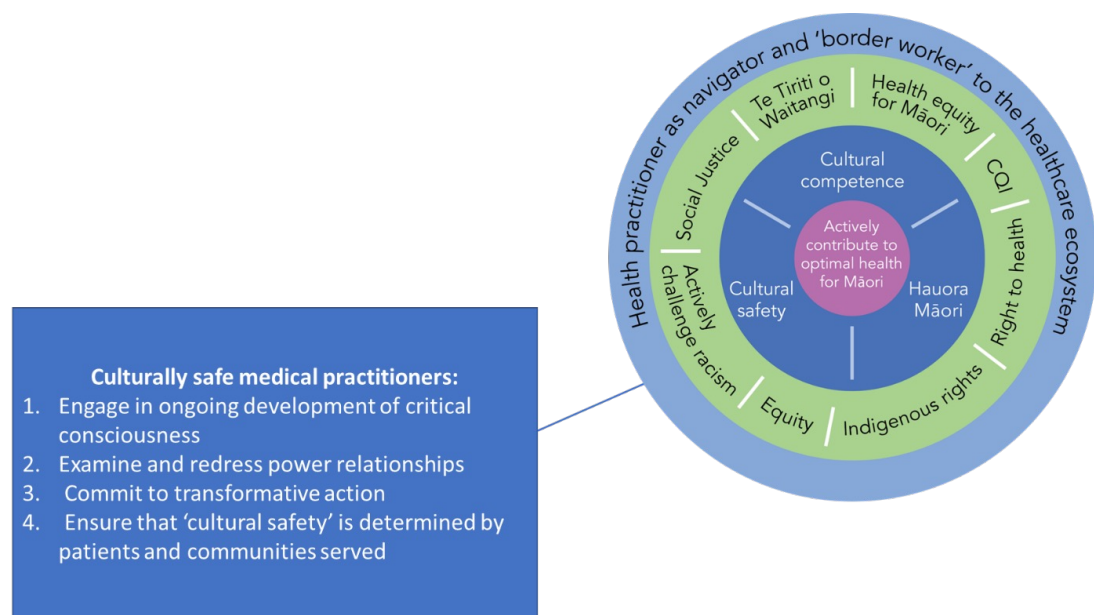 Health practitioner as navigator and ‘border worker’ to the healthcare ecosystem
Te Tiriti o
Waitangi
Health equity
for Māori
CQI
Right to health
Indigenous rights
Equity
Actively
challenge racism
Social Justice
Cultural
competence
Hauora
Māori
Cultural
safety
Actively
contribute to
optimal health
for Māori
Culturally safe medical practitioners:
1. Engage in ongoing development of critical
consciousness
2. Examine and redress power relationships
3. Commit to transformative action
4. Ensure that ‘cultural safety’ is determined by
patients and communities served